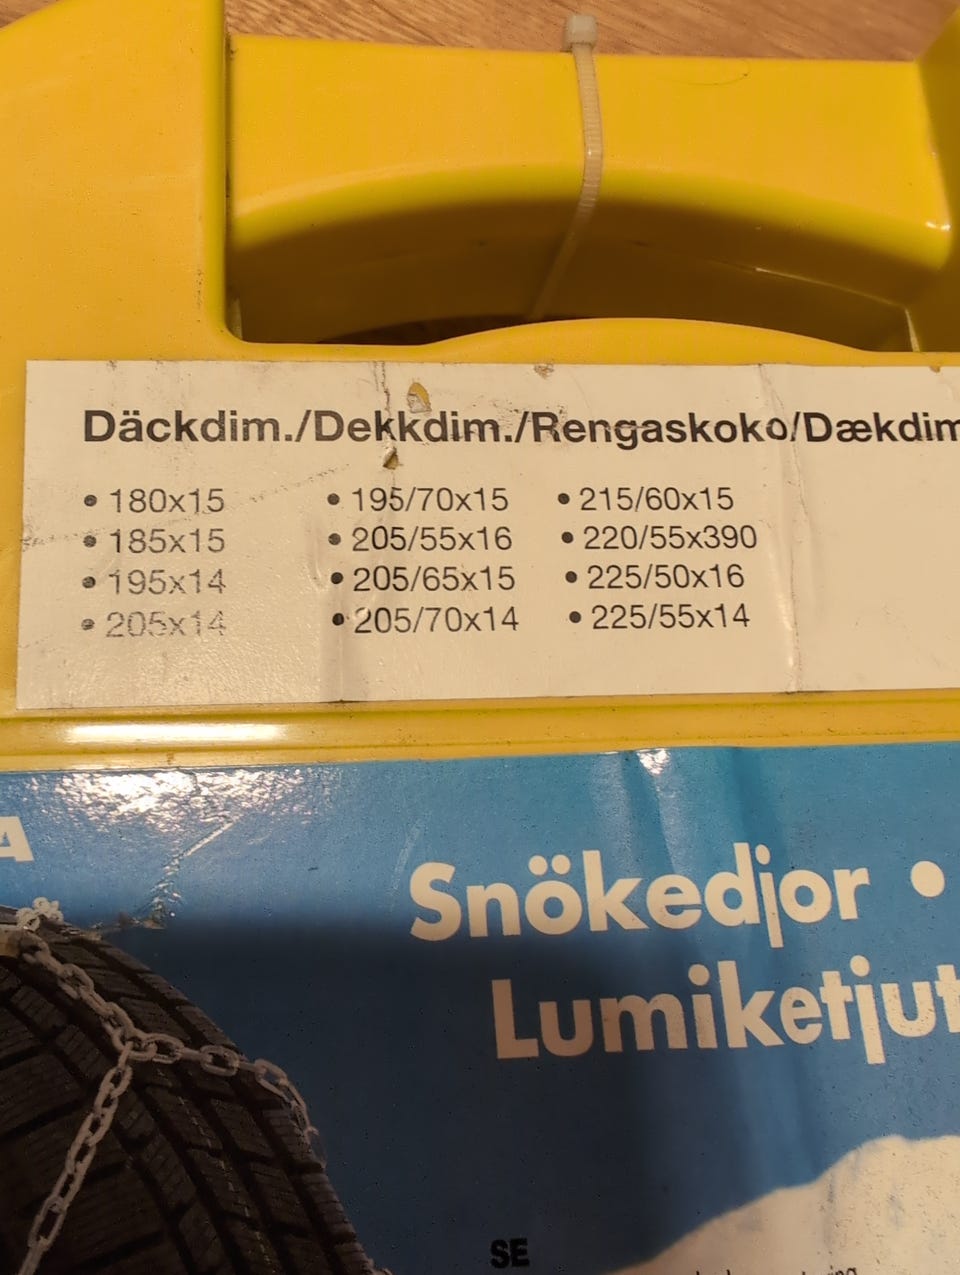 Däckdim./Dekkdim./Rengaskoko/Dækdim
• 180x15 • 195/70x15 • 215/60x15
• 185x15 • 205/55x16 • 220/55x390
• 195x14 • 205/65x15 • 225/50x16
• 205x14 • 205/70x14 • 225/55x14
A
Snökedjor •
Lumiketjut
SE